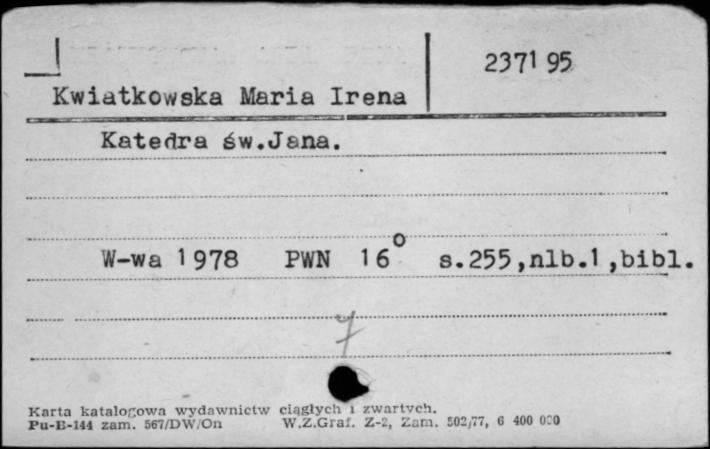 237195
Kwiatkowska Maria Irena
Katedra św.Jana.
W-wa 1978 PWN 16° s.255,nlb.1,bibl.
7
Karta katalogowa wydawnictw ciągłych i zwartych.
Pu-E-144 zam. 567/DW/On W.Z.Graf. Z-2, Zam. 502/77, 6 400 000